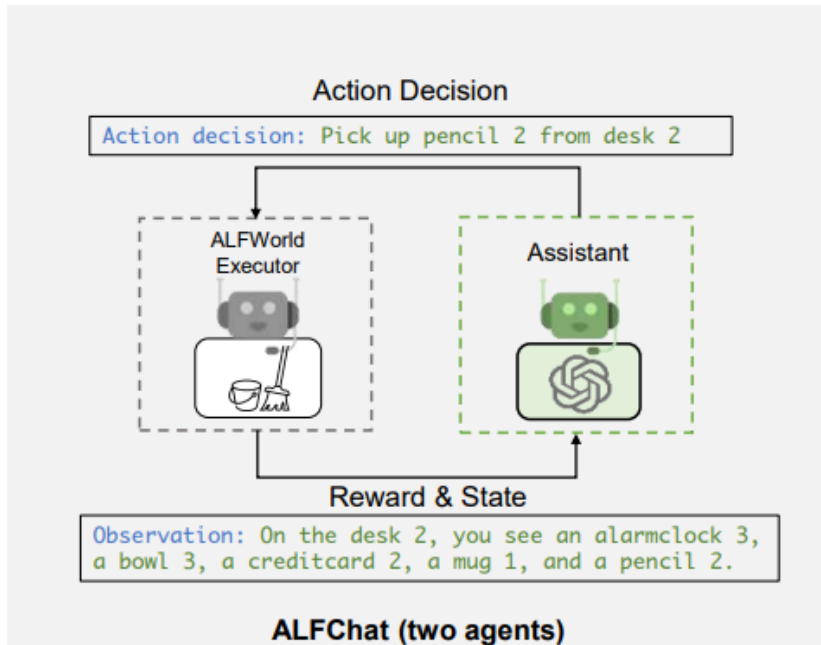 Action Decision
Action decision: Pick up pencil 2 from desk 2
ALFWorld
Executor
Assistant
Reward & State
Observation: On the desk 2, you see an alarmclock 3,
a bowl 3, a creditcard 2, a mug 1, and a pencil 2.
ALFChat (two agents)